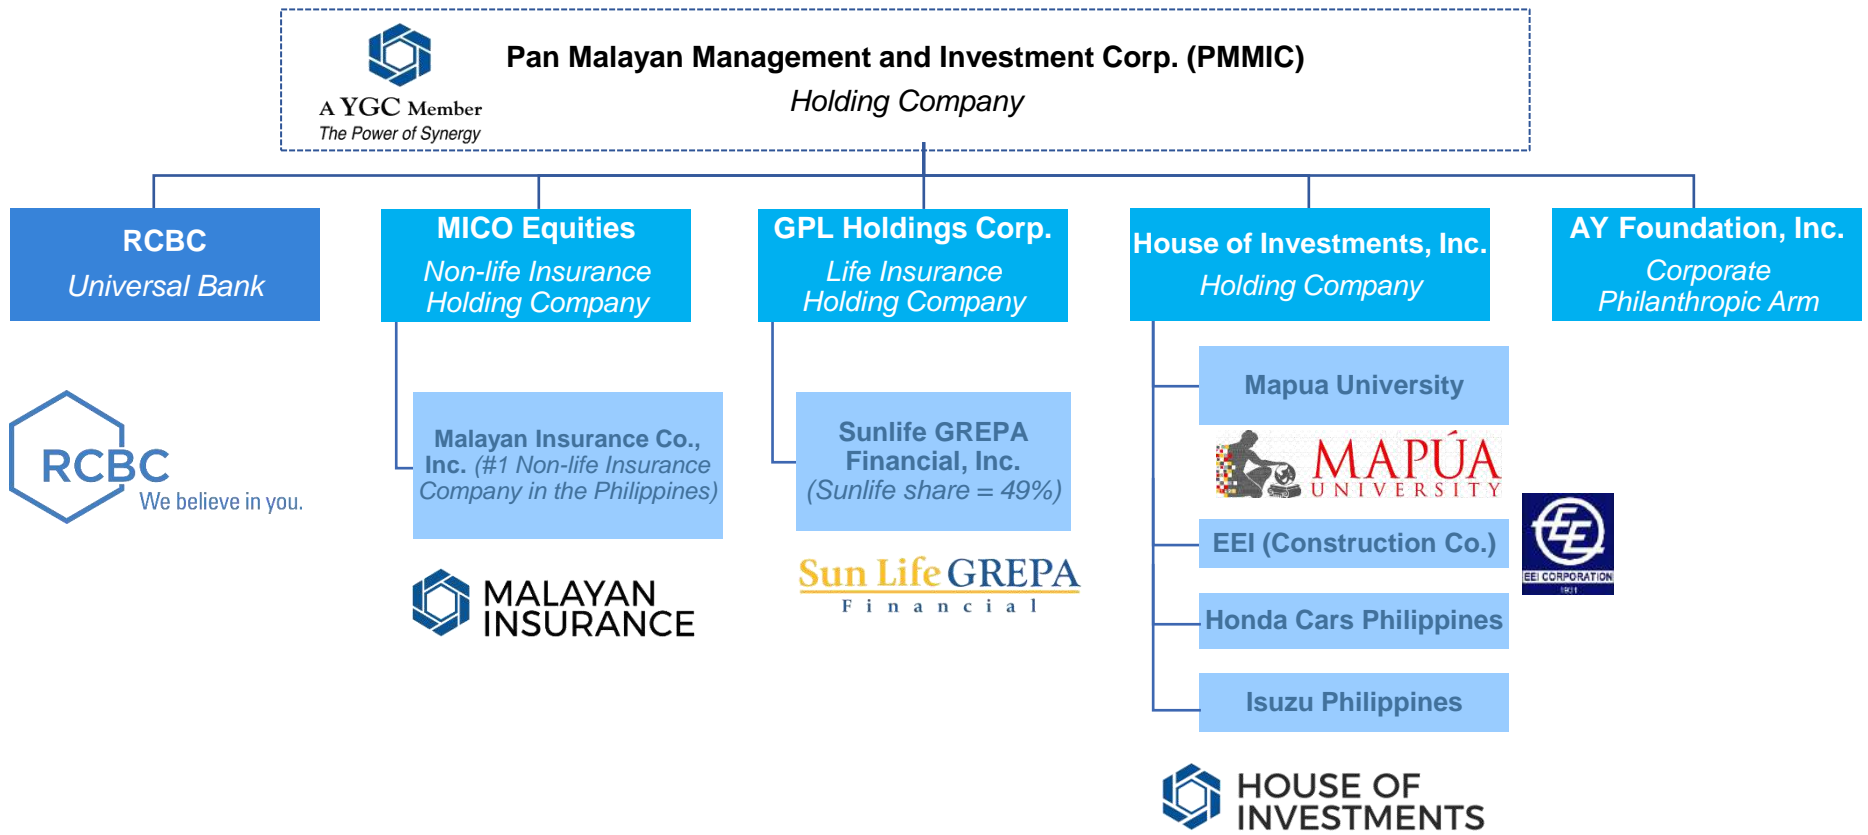 Pan Malayan Management and Investment Corp. (PMMIC)
Holding Company
A YGC Member
The Power of Synergy
RCBC
Universal Bank
MICO Equities
Non-life Insurance
Holding Company
GPL Holdings Corp.
Life Insurance
Holding Company
House of Investments, Inc.
Holding Company
AY Foundation, Inc.
Corporate
Philanthropic Arm
RCBC
We believe in you.
Malayan Insurance Co.,
Inc. (#1 Non-life Insurance
Company in the Philippines)
MALAYAN
INSURANCE
Sunlife GREPA
Financial, Inc.
(Sunlife share = 49%)
Sun Life GREPA
Financial
Mapua University
MAPÚA
UNIVERSITY
EEI (Construction Co.)
EE
EEI CORPORATION
1931
Honda Cars Philippines
Isuzu Philippines
HOUSE OF
INVESTMENTS